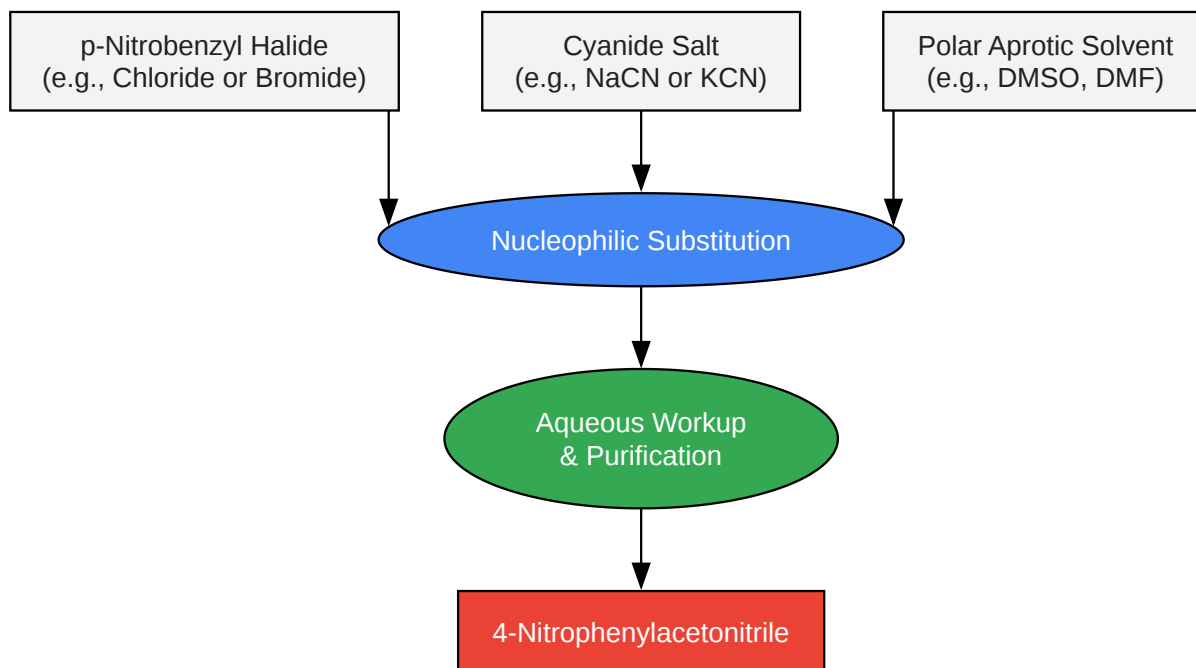 p-Nitrobenzyl Halide
(e.g., Chloride or Bromide)
Cyanide Salt
(e.g., NaCN or KCN)
Polar Aprotic Solvent
(e.g., DMSO, DMF)
Nucleophilic Substitution
Aqueous Workup
& Purification
4-Nitrophenylacetonitrile